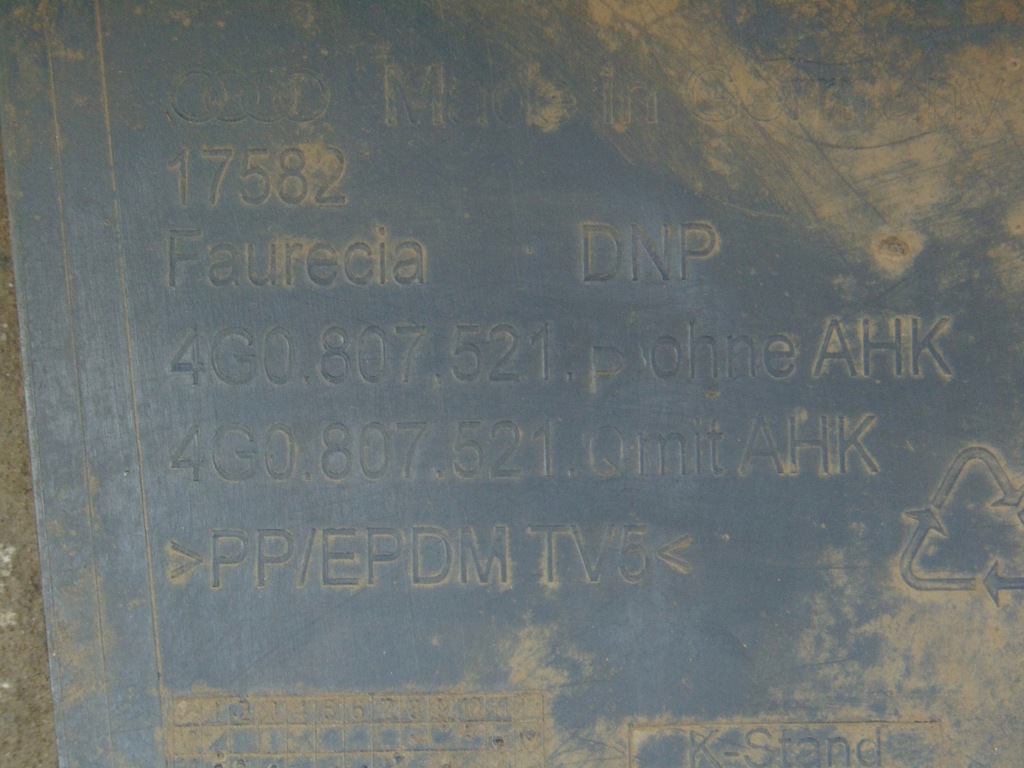 Made in Germany
17582
Faurecia DNP
4G0.807.521.P ohne AHK
4G0.807.521.Q mit AHK
>PP/EPDM TV5<
K-Stand